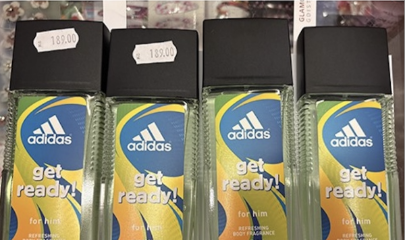 189.00
189.00
GLAM
adidas
get
ready!
for him
REFRESHING
adidas
get
ready!
for him
REFRESHING
adidas
get
ready!
for him
REFRESHING
BODY FRAGRANCE
adidas
get
ready!
for him
REFRESHING